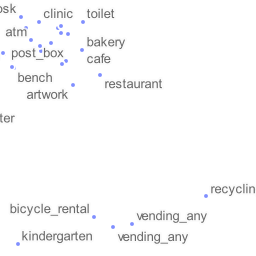 osk
clinic toilet
atm
post_box bakery
cafe
bench
restaurant
artwork
ter
recyclin
bicycle_rental
vending_any
kindergarten
vending_any